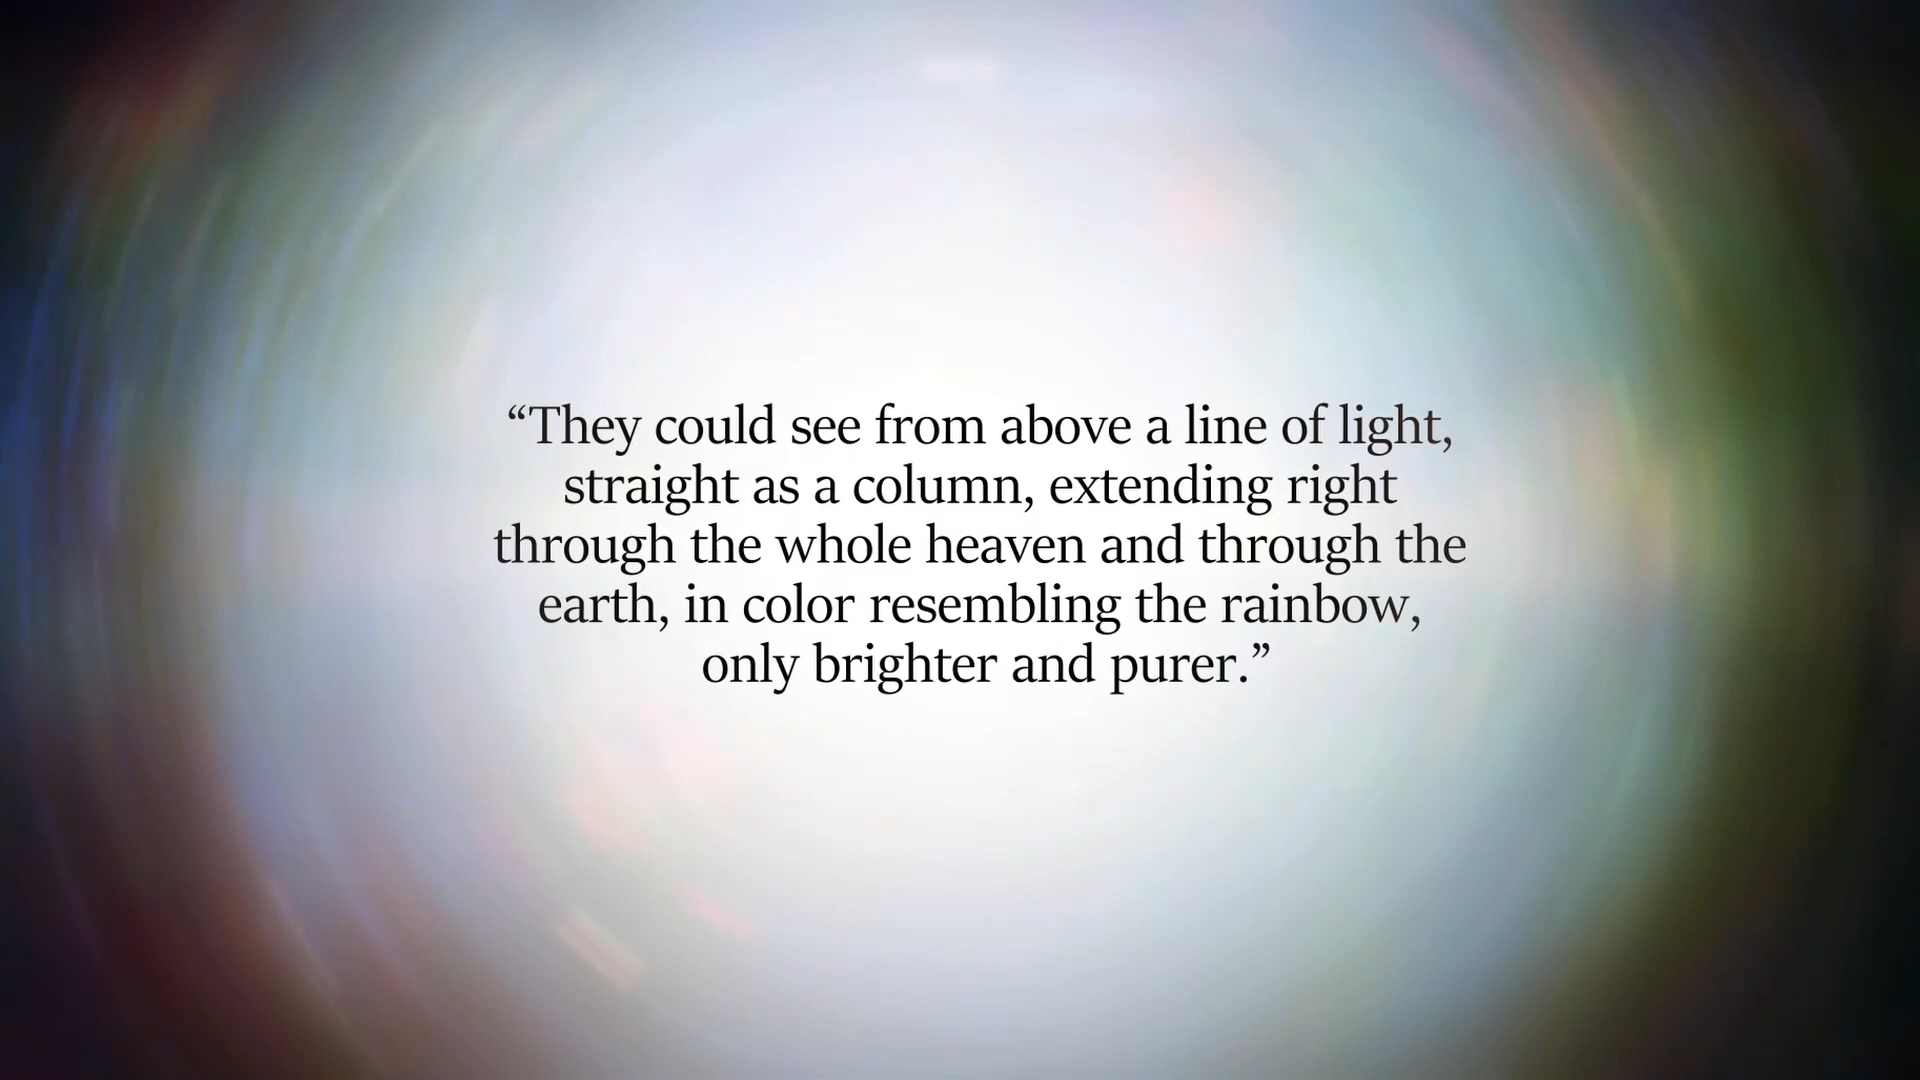 “They could see from above a line of light,
straight as a column, extending right
through the whole heaven and through the
earth, in color resembling the rainbow,
only brighter and purer.”